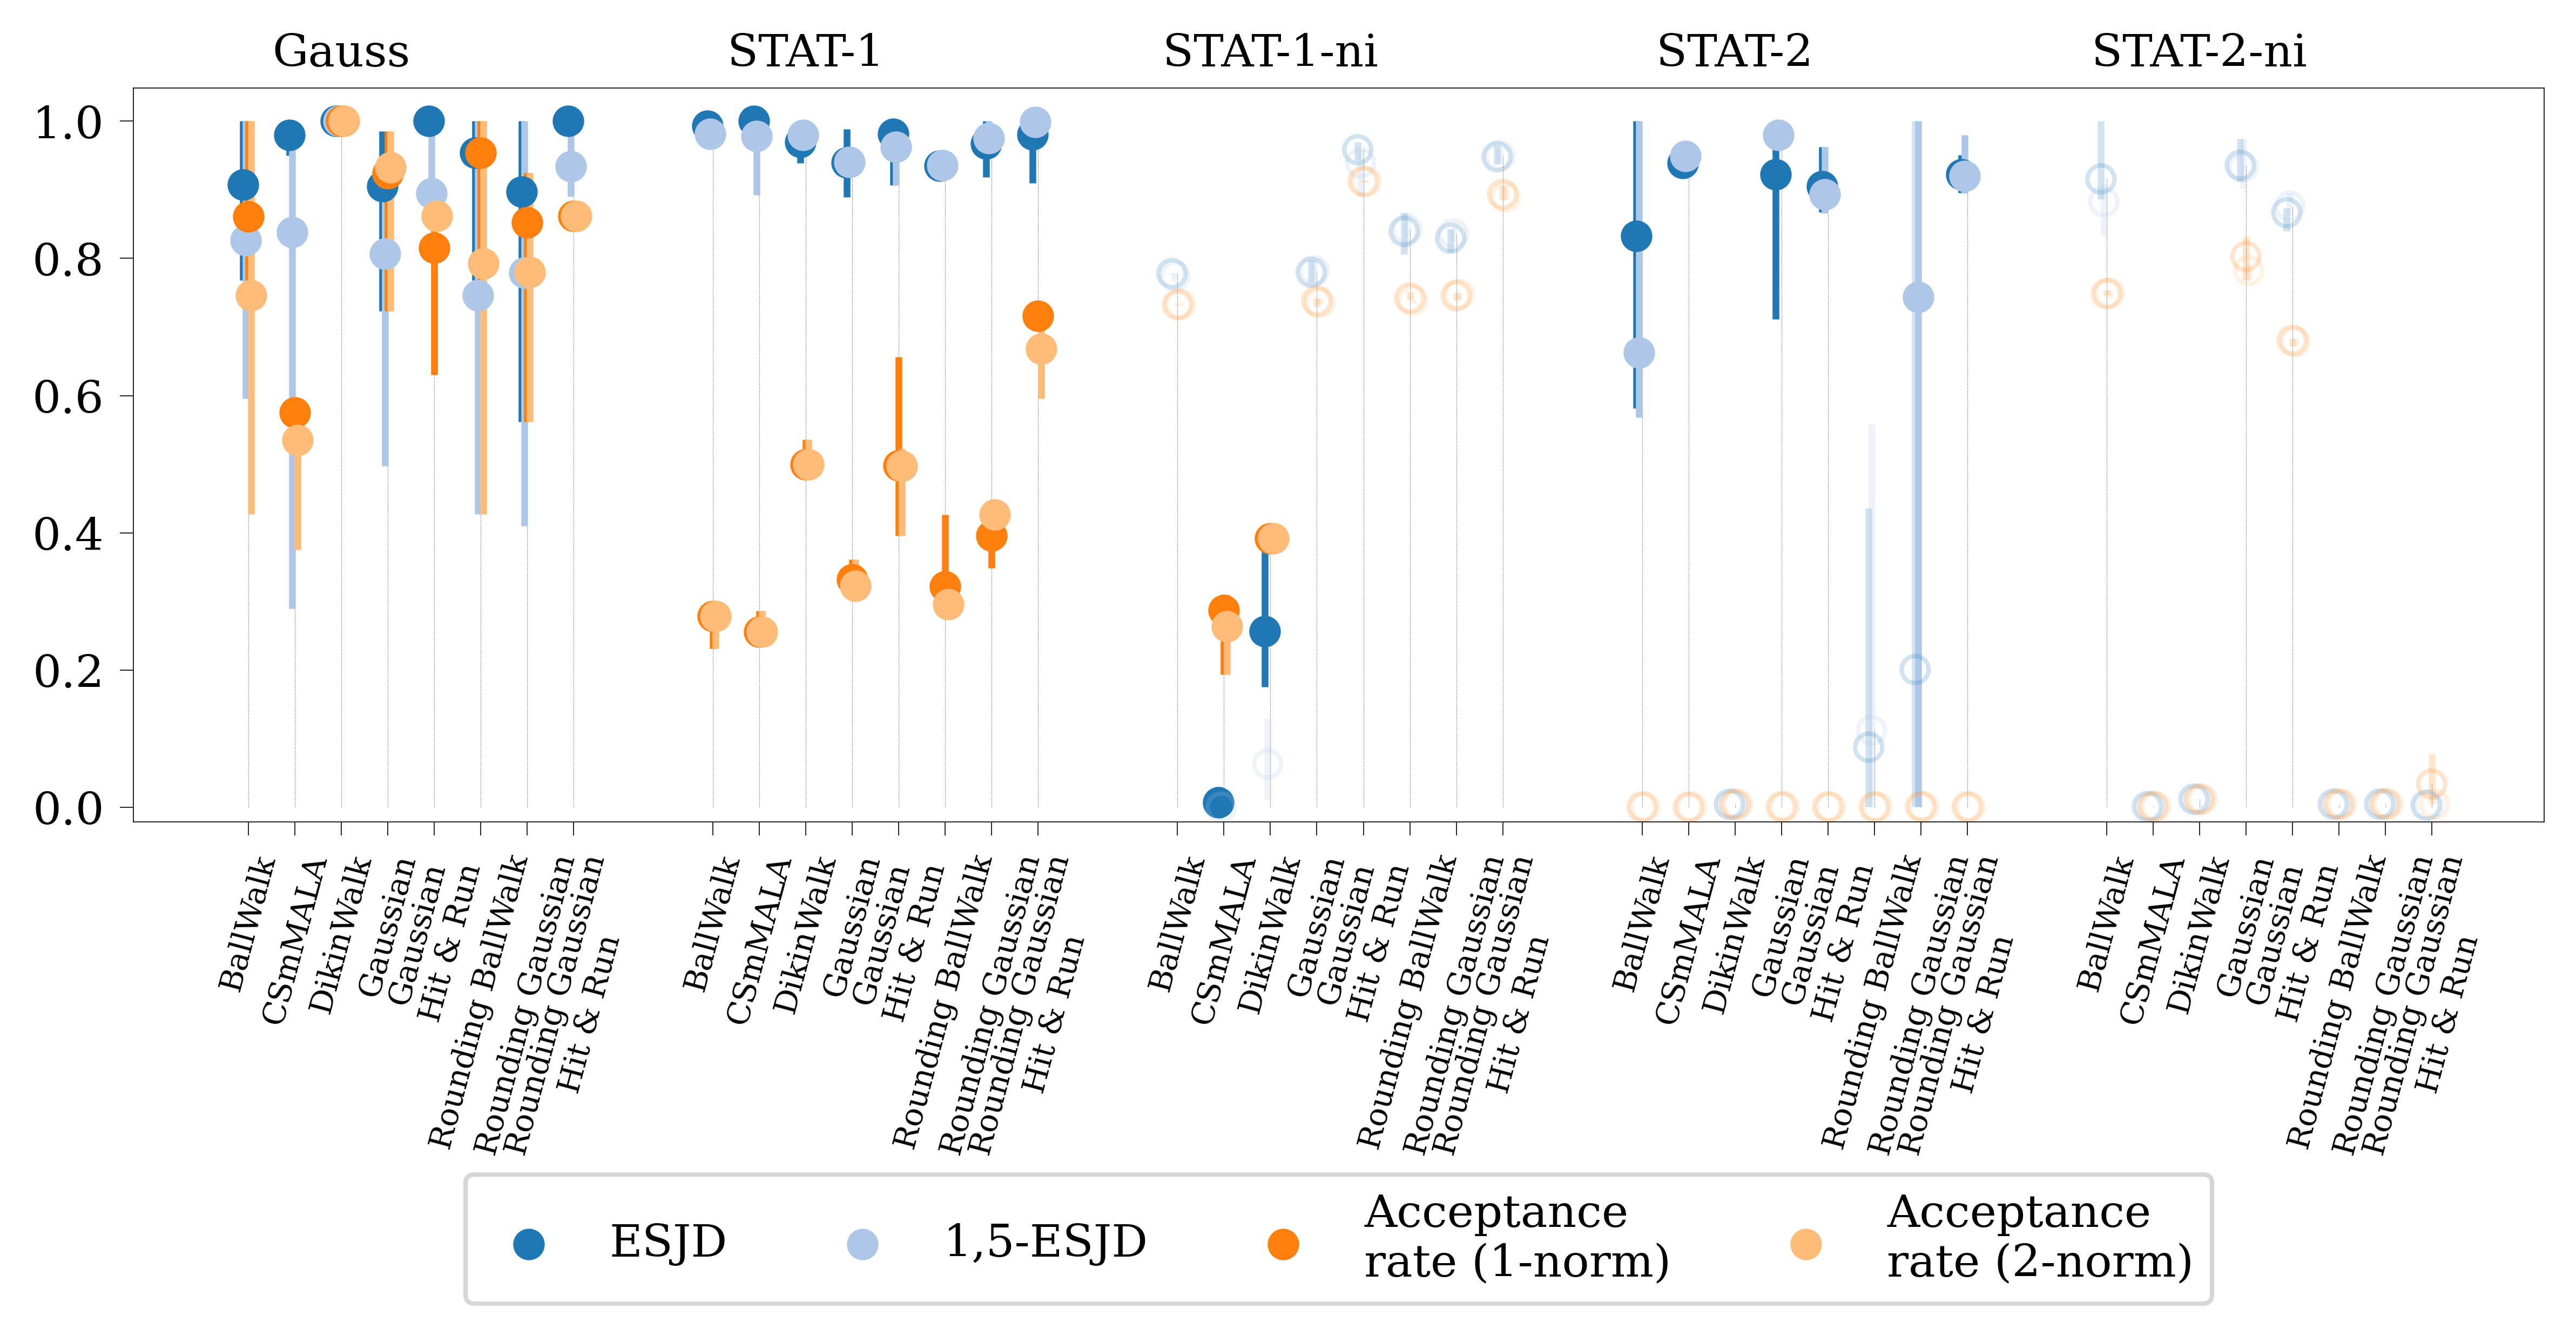 Gauss
STAT-1
STAT-1-ni
STAT-2
STAT-2-ni
1.0
0.8
0.6
0.4
0.2
0.0
BallWalk
CSmMALA
DikinWalk
Gaussian
Gaussian
Hit & Run
Rounding BallWalk
Rounding Gaussian
Rounding Gaussian
Hit & Run
BallWalk
CSmMALA
DikinWalk
Gaussian
Gaussian
Hit & Run
Rounding BallWalk
Rounding Gaussian
Rounding Gaussian
Hit & Run
BallWalk
CSmMALA
DikinWalk
Gaussian
Gaussian
Hit & Run
Rounding BallWalk
Rounding Gaussian
Rounding Gaussian
Hit & Run
BallWalk
CSmMALA
DikinWalk
Gaussian
Gaussian
Hit & Run
Rounding BallWalk
Rounding Gaussian
Rounding Gaussian
Hit & Run
BallWalk
CSmMALA
DikinWalk
Gaussian
Gaussian
Hit & Run
Rounding BallWalk
Rounding Gaussian
Rounding Gaussian
Hit & Run
ESJD
1,5-ESJD
Acceptance
rate (1-norm)
Acceptance
rate (2-norm)